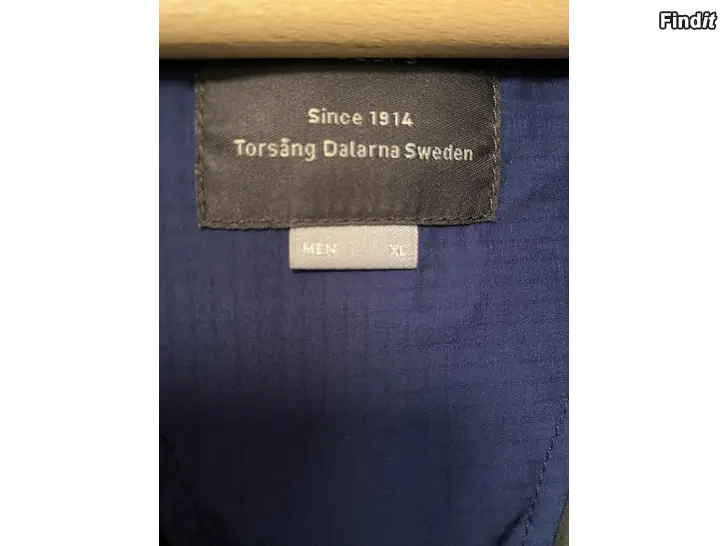 Findit
Since 1914
Torsång Dalarna Sweden
MEN XL